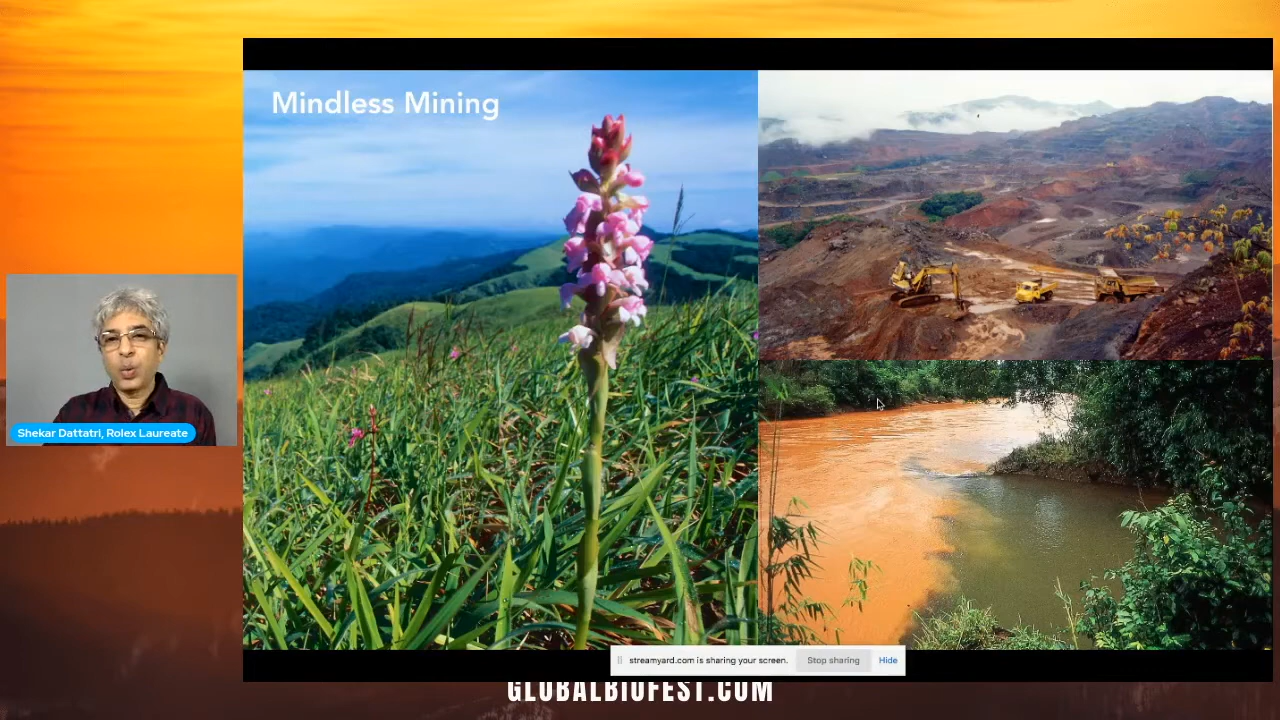 Mindless Mining
Shekar Dattatri, Rolex Laureate
streamyard.com is sharing your screen. Stop sharing Hide
GLOBALBIOFEST.COM